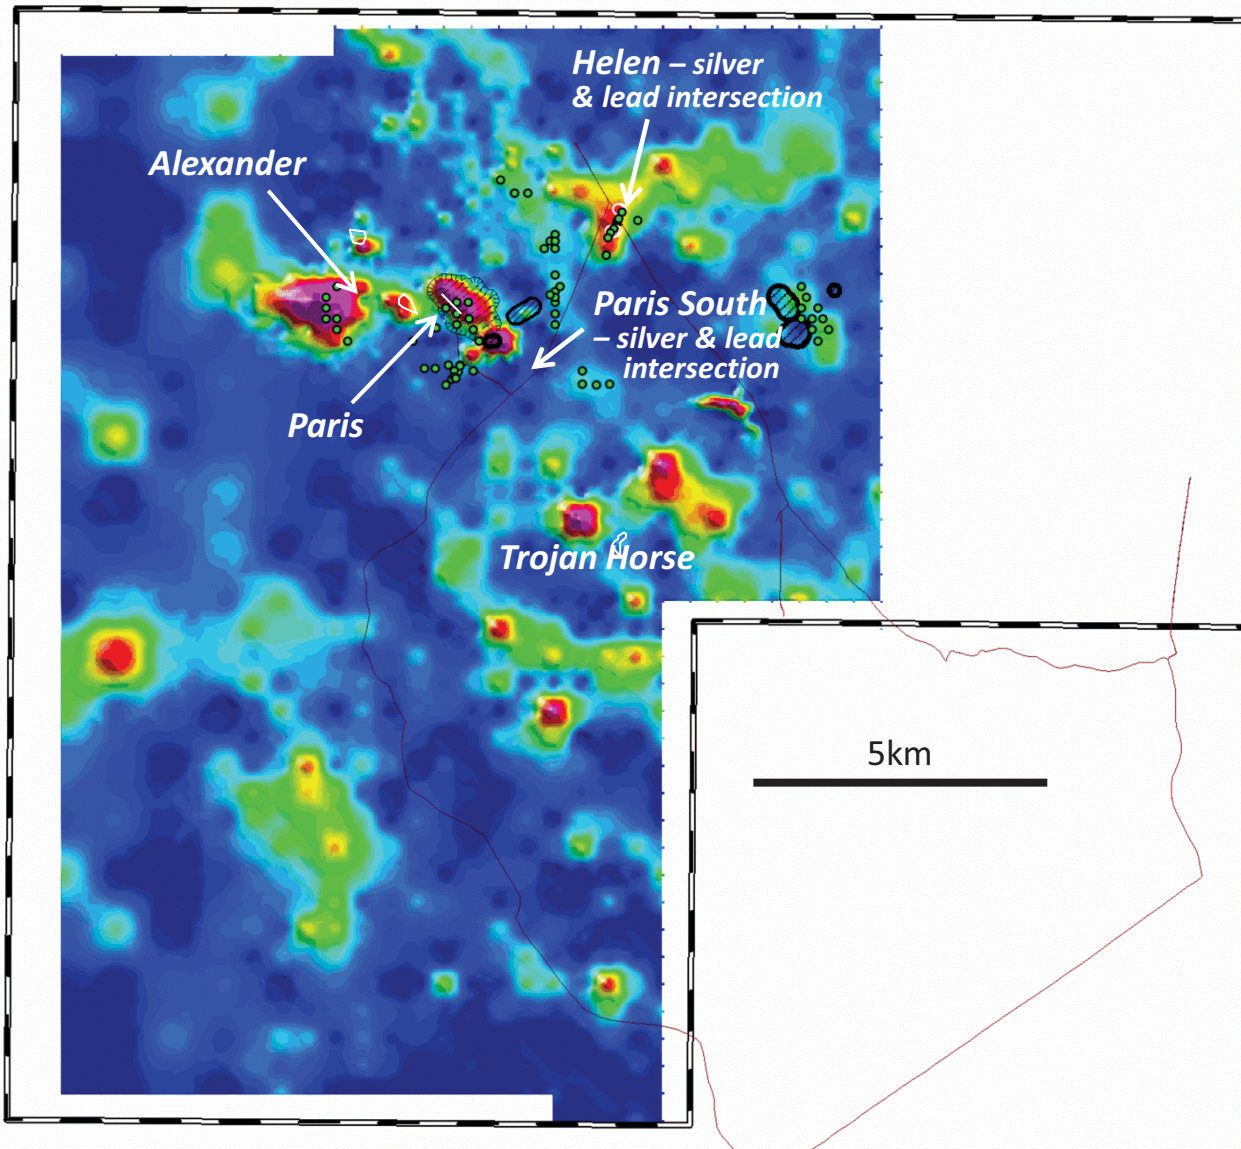 Helen – silver
& lead intersection
Alexander
Paris South
– silver & lead
intersection
Paris
Trojan Horse
5km